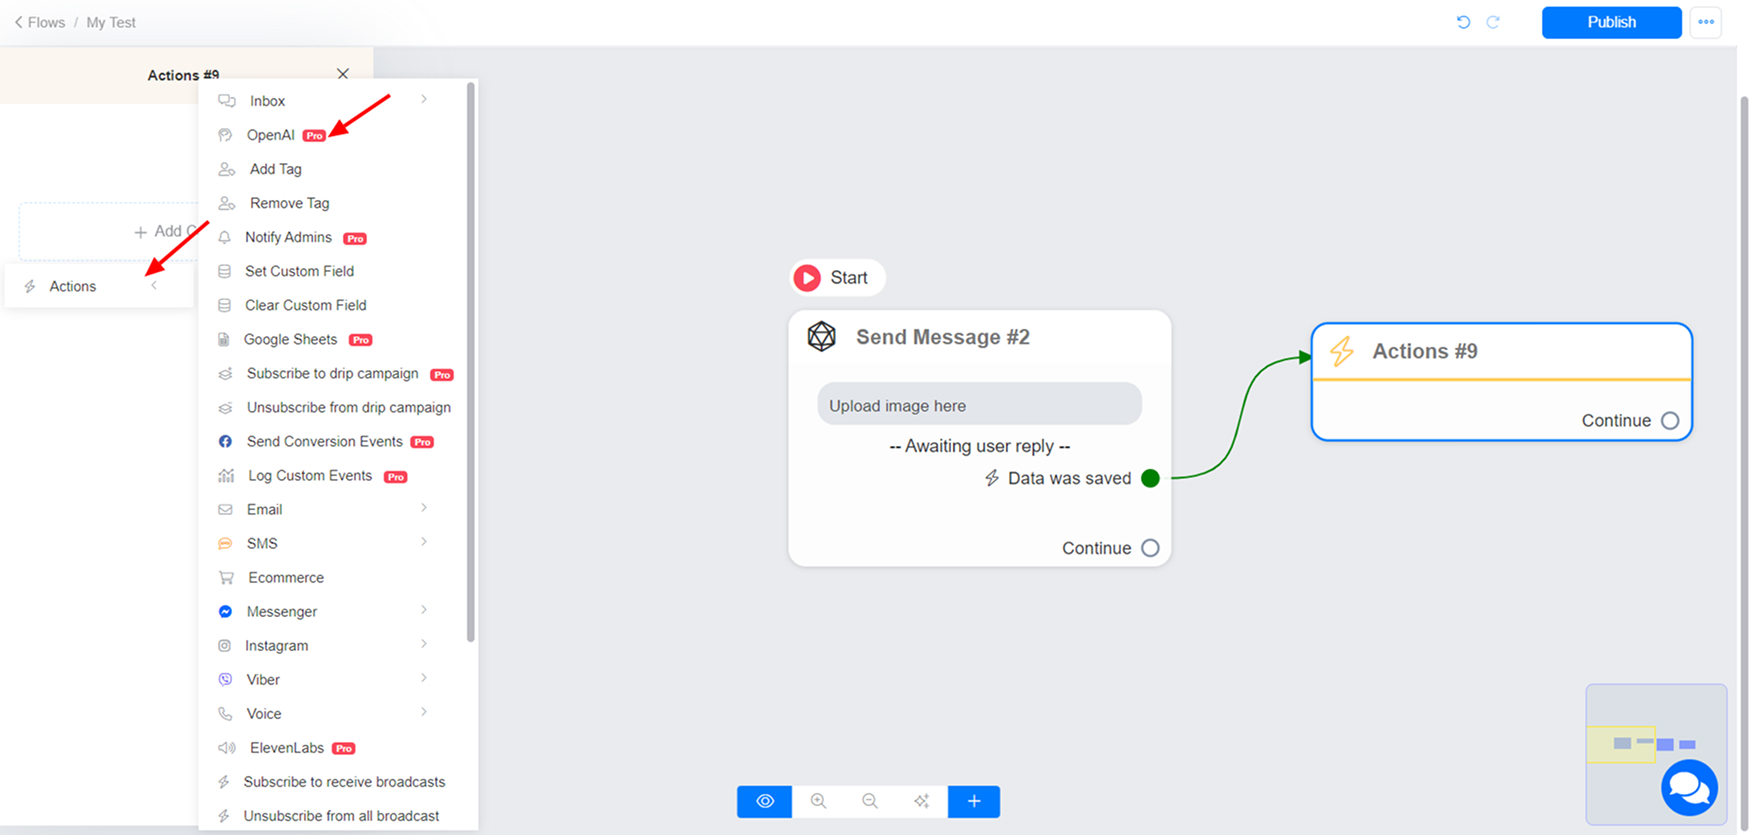 Flows / My Test
Publish
Actions #9
Inbox
OpenAI Pro
Add Tag
Remove Tag
Notify Admins Pro
Set Custom Field
Clear Custom Field
Google Sheets Pro
Subscribe to drip campaign Pro
Unsubscribe from drip campaign
Send Conversion Events Pro
Log Custom Events Pro
Email
SMS
Ecommerce
Messenger
Instagram
Viber
Voice
ElevenLabs Pro
Subscribe to receive broadcasts
Unsubscribe from all broadcast
+ Add
Actions
Start
Send Message #2
Upload image here
-- Awaiting user reply --
Data was saved
Continue
Actions #9
Continue